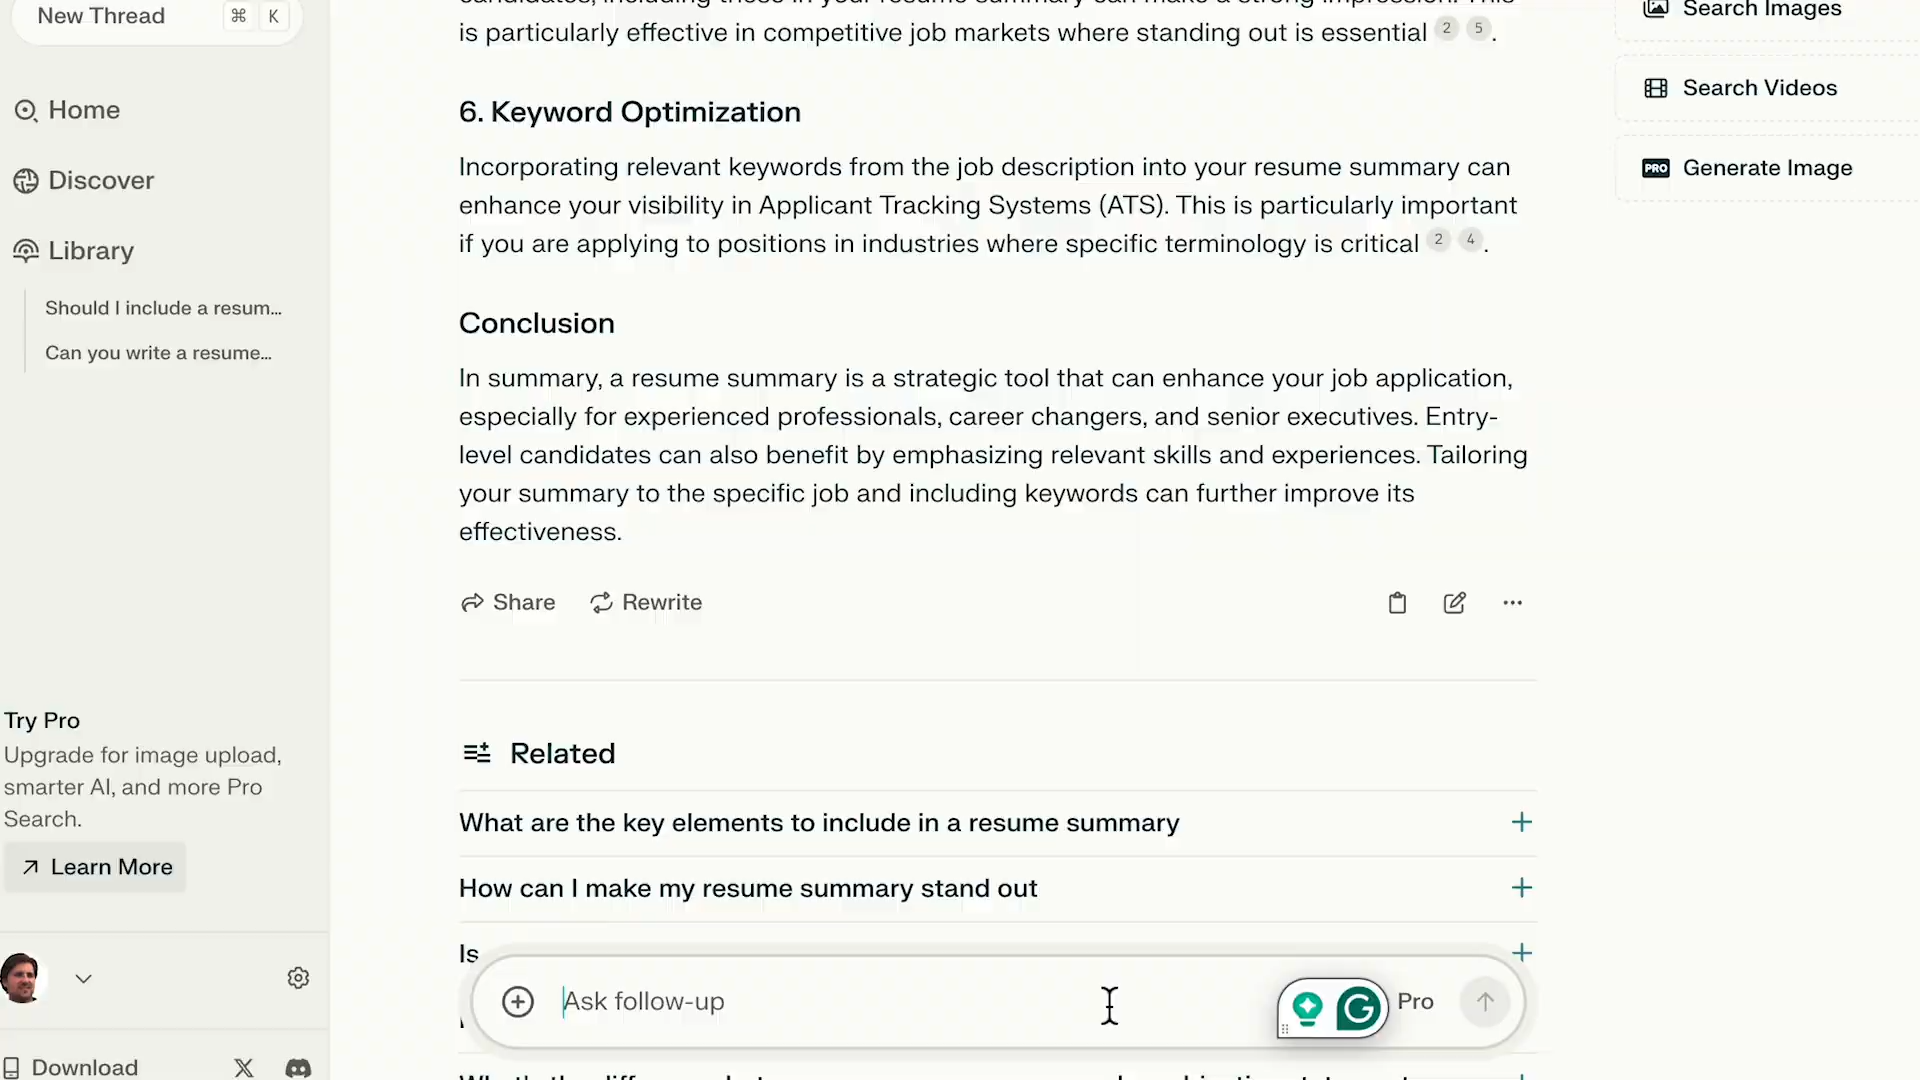 New Thread ⌘ K
Home
Discover
Library
Should I include a resum...
Can you write a resume...
Try Pro
Upgrade for image upload,
smarter AI, and more Pro
Search.
Learn More
Download
is particularly effective in competitive job markets where standing out is essential 2 5.
6. Keyword Optimization
Incorporating relevant keywords from the job description into your resume summary can
enhance your visibility in Applicant Tracking Systems (ATS). This is particularly important
if you are applying to positions in industries where specific terminology is critical 2 4.
Conclusion
In summary, a resume summary is a strategic tool that can enhance your job application,
especially for experienced professionals, career changers, and senior executives. Entry-
level candidates can also benefit by emphasizing relevant skills and experiences. Tailoring
your summary to the specific job and including keywords can further improve its
effectiveness.
Share Rewrite
Related
What are the key elements to include in a resume summary
How can I make my resume summary stand out
Is
Ask follow-up
Pro
Search Images
Search Videos
PRO Generate Image